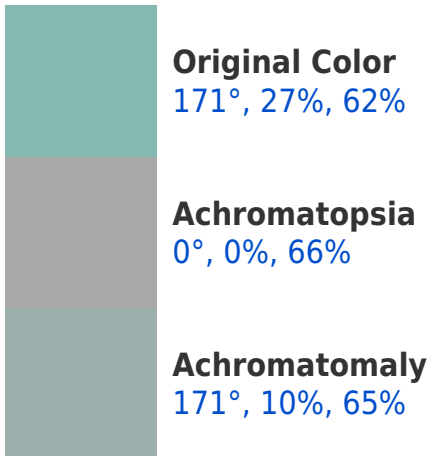 Original Color
171°, 27%, 62%
Achromatopsia
0°, 0%, 66%
Achromatomaly
171°, 10%, 65%